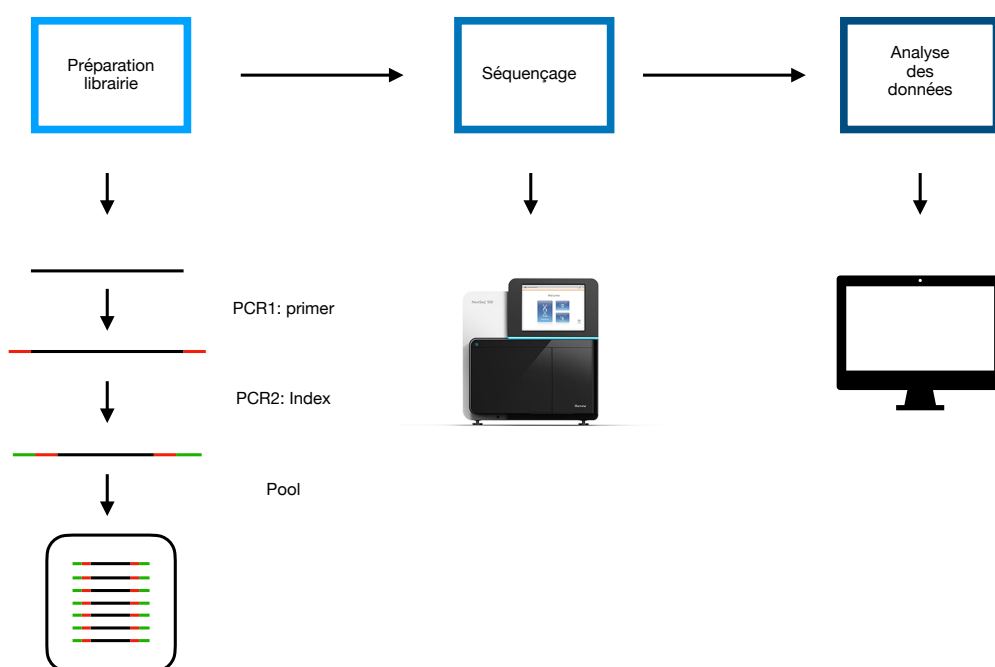 Préparation
librairie
Séquençage
Analyse
des
données
PCR1: primer
PCR2: Index
Pool